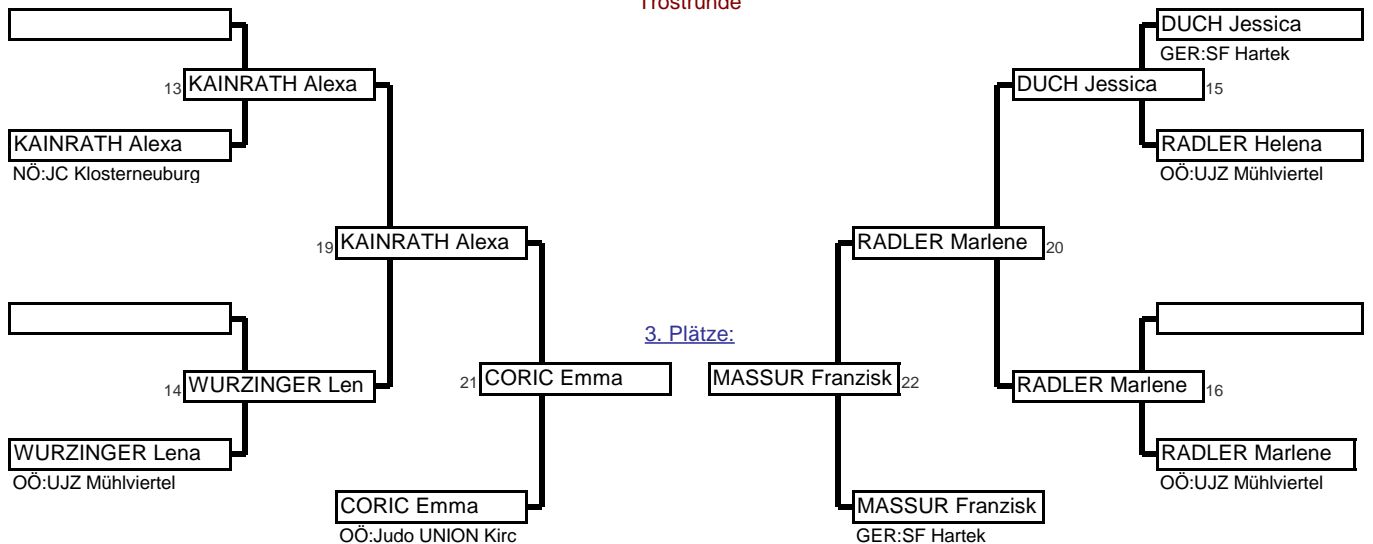 Trostrunde
DUCH Jessica
GER:SF Hartek
13 KAINRATH Alexa
DUCH Jessica 15
KAINRATH Alexa
NÖ:JC Klosterneuburg
RADLER Helena
OÖ:UJZ Mühlviertel
19 KAINRATH Alexa
RADLER Marlene 20
3. Plätze:
14 WURZINGER Len
21 CORIC Emma
MASSUR Franzisk 22
RADLER Marlene 16
WURZINGER Lena
OÖ:UJZ Mühlviertel
RADLER Marlene
OÖ:UJZ Mühlviertel
CORIC Emma
OÖ:Judo UNION Kirc
MASSUR Franzisk
GER:SF Hartek